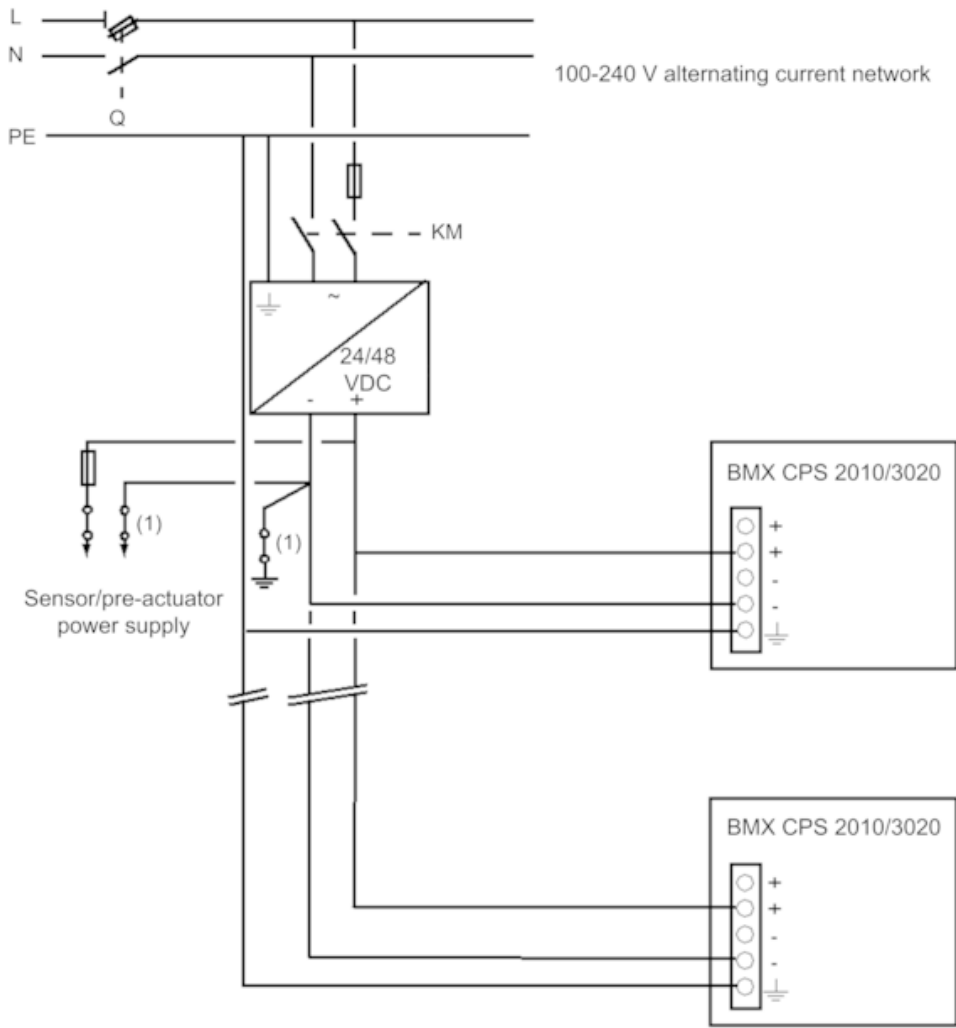 L
N
100-240 V alternating current network
Q
PE
KM
~
24/48
VDC
- +
(1)
(1)
Sensor/pre-actuator
power supply
BMX CPS 2010/3020
+
+
-
-
BMX CPS 2010/3020
+
+
-
-